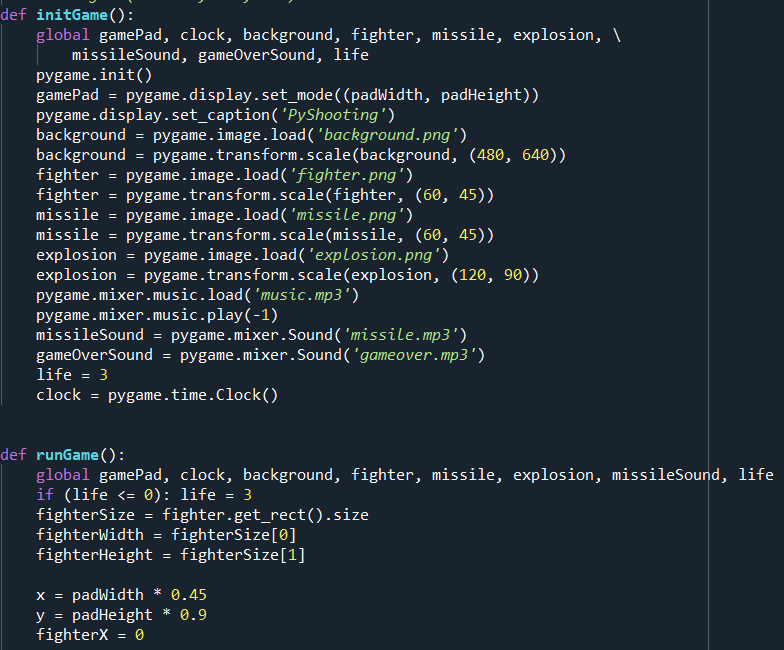 def initGame():
    global gamePad, clock, background, fighter, missile, explosion, \
        missileSound, gameOverSound, life
    pygame.init()
    gamePad = pygame.display.set_mode((padWidth, padHeight))
    pygame.display.set_caption('PyShooting')
    background = pygame.image.load('background.png')
    background = pygame.transform.scale(background, (480, 640))
    fighter = pygame.image.load('fighter.png')
    fighter = pygame.transform.scale(fighter, (60, 45))
    missile = pygame.image.load('missile.png')
    missile = pygame.transform.scale(missile, (60, 45))
    explosion = pygame.image.load('explosion.png')
    explosion = pygame.transform.scale(explosion, (120, 90))
    pygame.mixer.music.load('music.mp3')
    pygame.mixer.music.play(-1)
    missileSound = pygame.mixer.Sound('missile.mp3')
    gameOverSound = pygame.mixer.Sound('gameover.mp3')
    life = 3
    clock = pygame.time.Clock()

def runGame():
    global gamePad, clock, background, fighter, missile, explosion, missileSound, life
    if (life <= 0): life = 3
    fighterSize = fighter.get_rect().size
    fighterWidth = fighterSize[0]
    fighterHeight = fighterSize[1]

    x = padWidth * 0.45
    y = padHeight * 0.9
    fighterX = 0